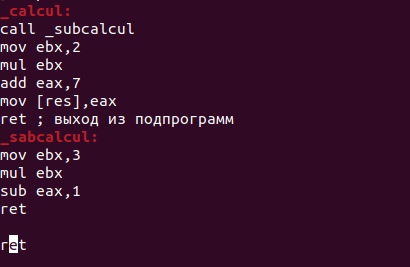 _calcul:
call _subcalcul
mov ebx,2
mul ebx
add eax,7
mov [res],eax
ret ; выход из подпрограмм
_sabcalcul:
mov ebx,3
mul ebx
sub eax,1
ret
ret